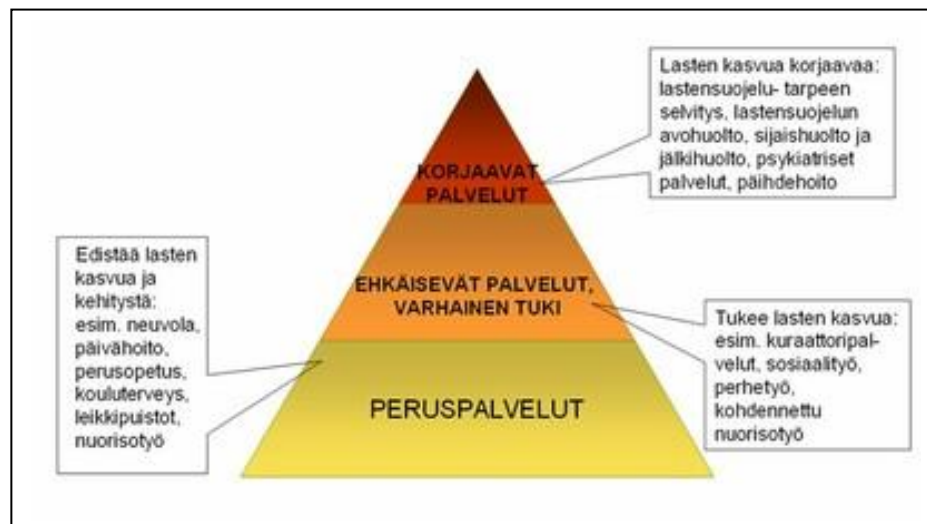 Lasten kasvua korjaavaa:
lastensuojelu- tarpeen
selvitys, lastensuojelun
avohuolto, sijaishuolto ja
jälkihuolto, psykiatriset
palvelut, päihdehoito
KORJAAVAT
PALVELUT
Edistää lasten
kasvua ja
kehitystä:
esim. neuvola,
päivähoito,
perusopetus,
kouluterveys,
leikkipuistot,
nuorisotyö
EHKÄISEVÄT PALVELUT,
VARHAINEN TUKI
Tukee lasten kasvua:
esim. kuraattoripal-
velut, sosiaalityö,
perhetyö,
kohdennettu
nuorisotyö
PERUSPALVELUT